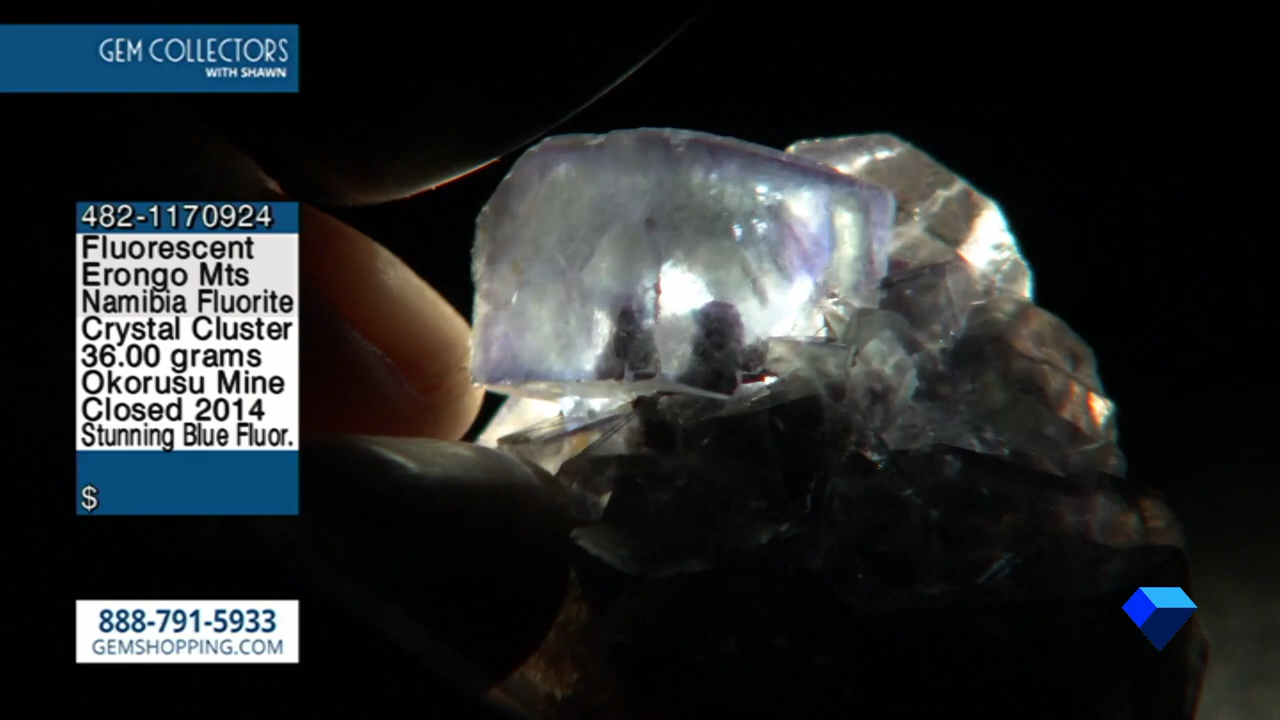 GEM COLLECTORS
WITH SHAWN
482-1170924
Fluorescent
Erongo Mts
Namibia Fluorite
Crystal Cluster
36.00 grams
Okorusu Mine
Closed 2014
Stunning Blue Fluor.
$
888-791-5933
GEMSHOPPING.COM